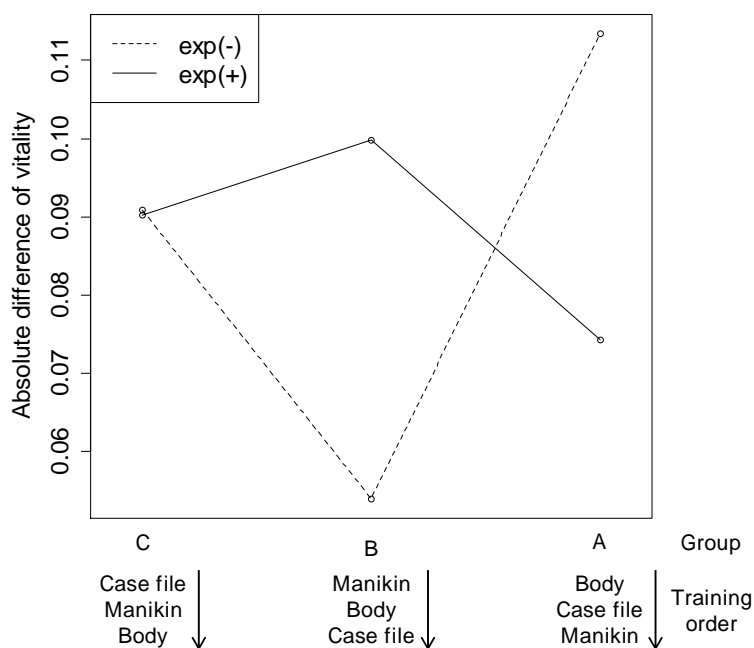 exp(-)
exp(+)
Absolute difference of vitality
0.11
0.10
0.09
0.08
0.07
0.06
C B A Group
Case file Manikin Body Training
Manikin Body Case file order
Body Case file Manikin